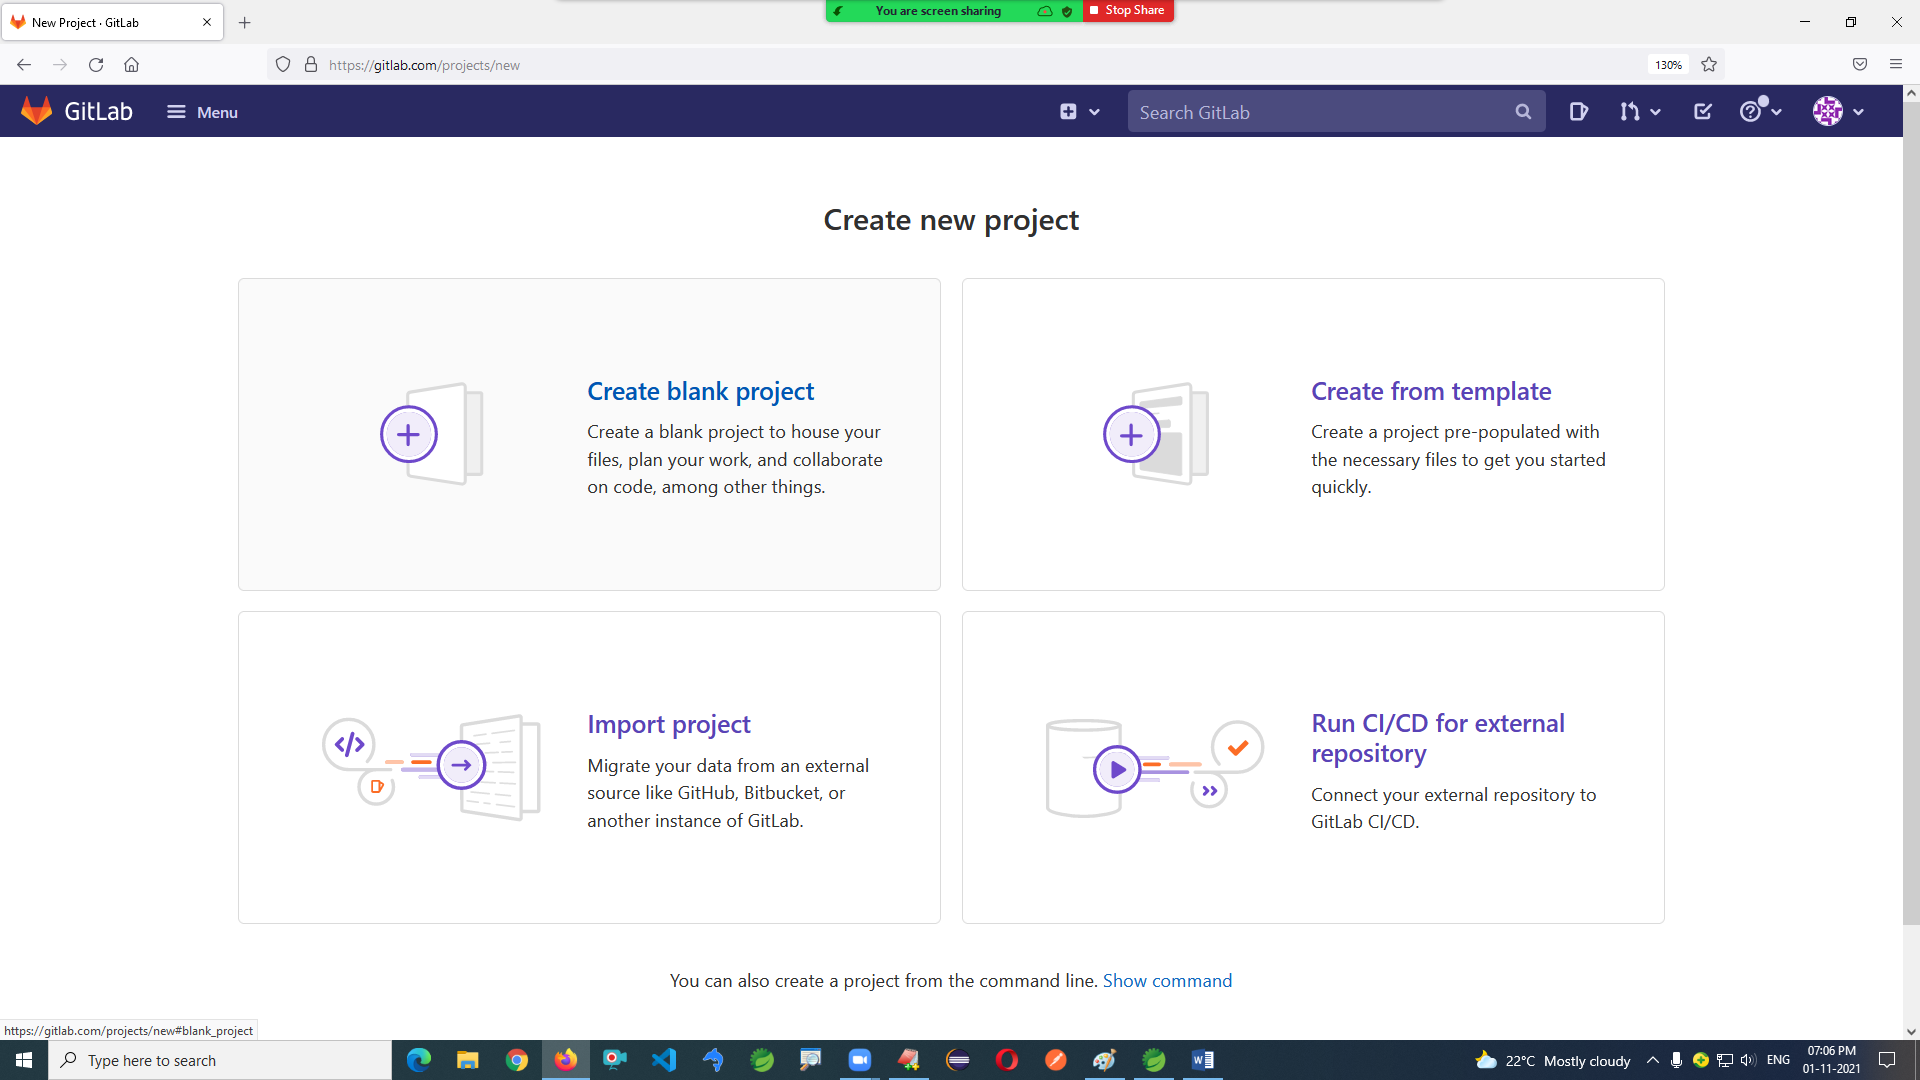 New Project · GitLab
You are screen sharing
Stop Share
https://gitlab.com/projects/new
130%
GitLab
Menu
Search GitLab
Create new project
Create blank project
Create a blank project to house your
files, plan your work, and collaborate
on code, among other things.
Create from template
Create a project pre-populated with
the necessary files to get you started
quickly.
Import project
Migrate your data from an external
source like GitHub, Bitbucket, or
another instance of GitLab.
Run CI/CD for external
repository
Connect your external repository to
GitLab CI/CD.
You can also create a project from the command line. Show command
https://gitlab.com/projects/new#blank_project
Type here to search
22°C Mostly cloudy
ENG
07:06 PM
01-11-2021